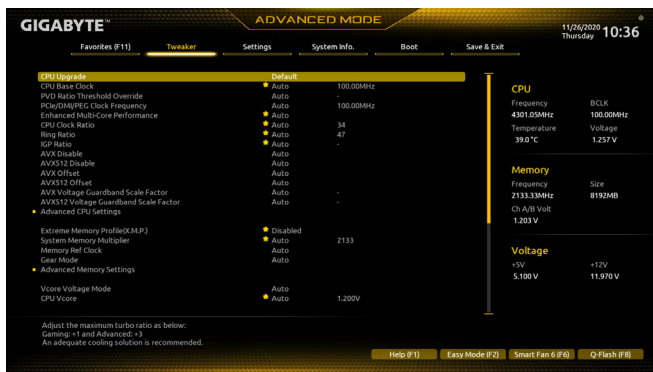 GIGABYTE™
ADVANCED MODE
11/26/2020 10:36
Thursday
Favorites (F11) Tweaker Settings System Info. Boot Save & Exit
CPU Upgrade Default
CPU Base Clock Auto 100.00MHz
PVD Ratio Threshold Override Auto -
PCIe/DMI/PEG Clock Frequency Auto 100.00MHz
Enhanced Multi-Core Performance Auto
CPU Clock Ratio Auto 34
Ring Ratio Auto 47
IGP Ratio Auto -
AVX Disable Auto
AVX512 Disable Auto
AVX Offset Auto
AVX512 Offset Auto
AVX Voltage Guardband Scale Factor Auto -
AVX512 Voltage Guardband Scale Factor Auto -
Advanced CPU Settings
Extreme Memory Profile(X.M.P.) Disabled
System Memory Multiplier Auto 2133
Memory Ref Clock Auto
Gear Mode Auto
Advanced Memory Settings
Vcore Voltage Mode Auto
CPU Vcore Auto 1.200V
CPU
Frequency BCLK
4301.05MHz 100.00MHz
Temperature Voltage
39.0 °C 1.257 V
Memory
Frequency Size
2133.33MHz 8192MB
Ch A/B Volt
1.203 V
Voltage
+5V +12V
5.100 V 11.970 V
Adjust the maximum turbo ratio as below:
Gaming: +1 and Advanced: +3
An adequate cooling solution is recommended.
Help (F1) Easy Mode (F2) Smart Fan 6 (F6) Q-Flash (F8)